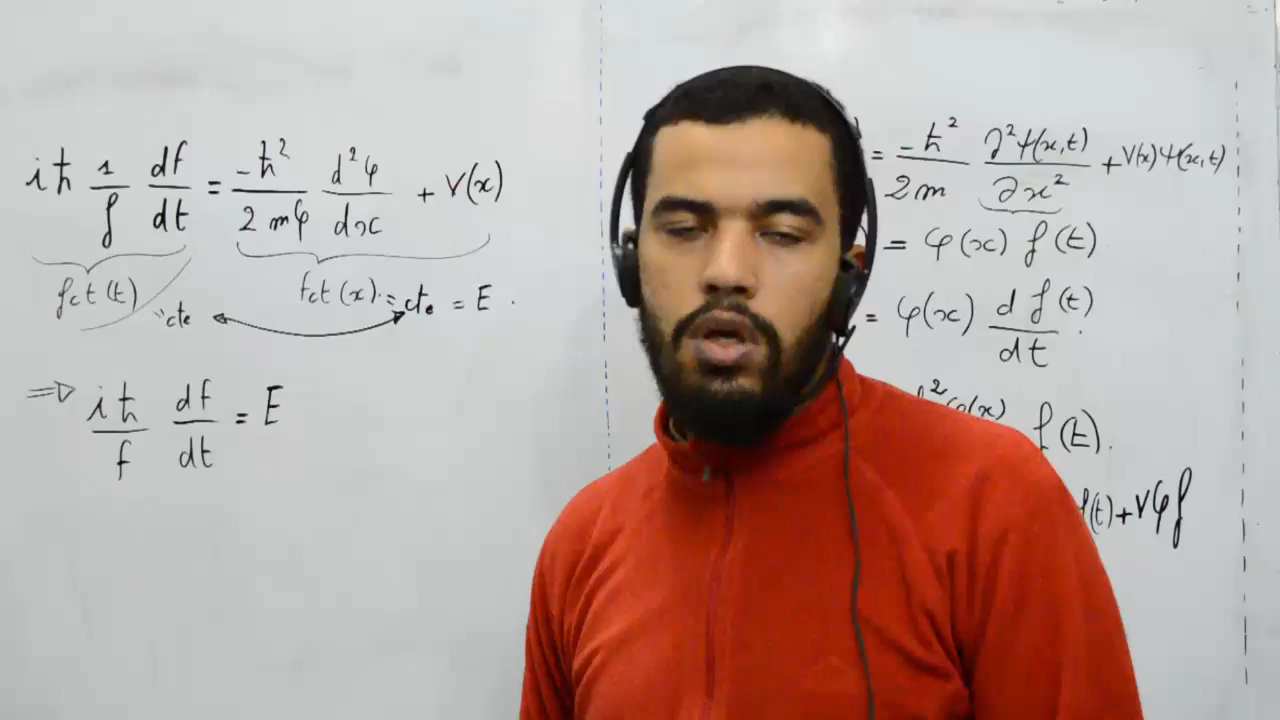 iħ 1/f df/dt = -ħ²/2mφ d²φ/dx + V(x)
fct(t) fct(x) = cte = E.
"cte
=> iħ/f df/dt = E
= -ħ²/2m ∂²Ψ(x,t)/∂x² + V(x)Ψ(x,t)
= φ(x) f(t)
= φ(x) d f(t)/dt.
f(t).
f(t)+Vφf